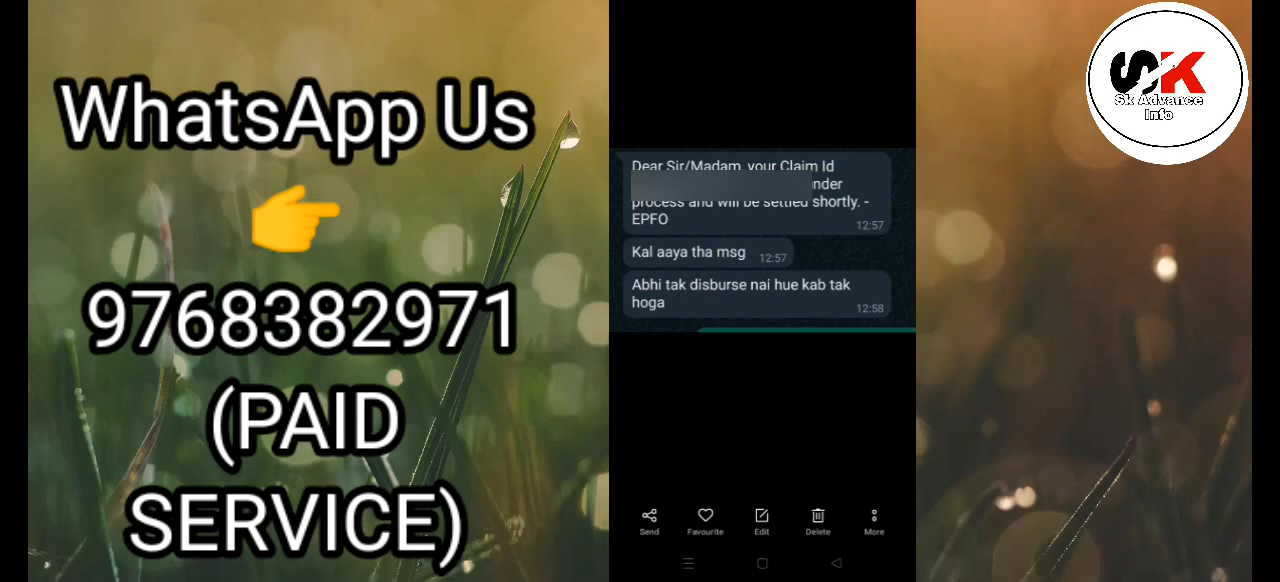 WhatsApp Us
9768382971
(PAID
SERVICE)
Dear Sir/Madam, your Claim Id
process and will be settled shortly. -
EPFO
12:57
Kal aaya tha msg
12:57
Abhi tak disburse nai hue kab tak
hoga
12:58
Send
Favourite
Edit
Delete
More
SK
Sk Advance
Info